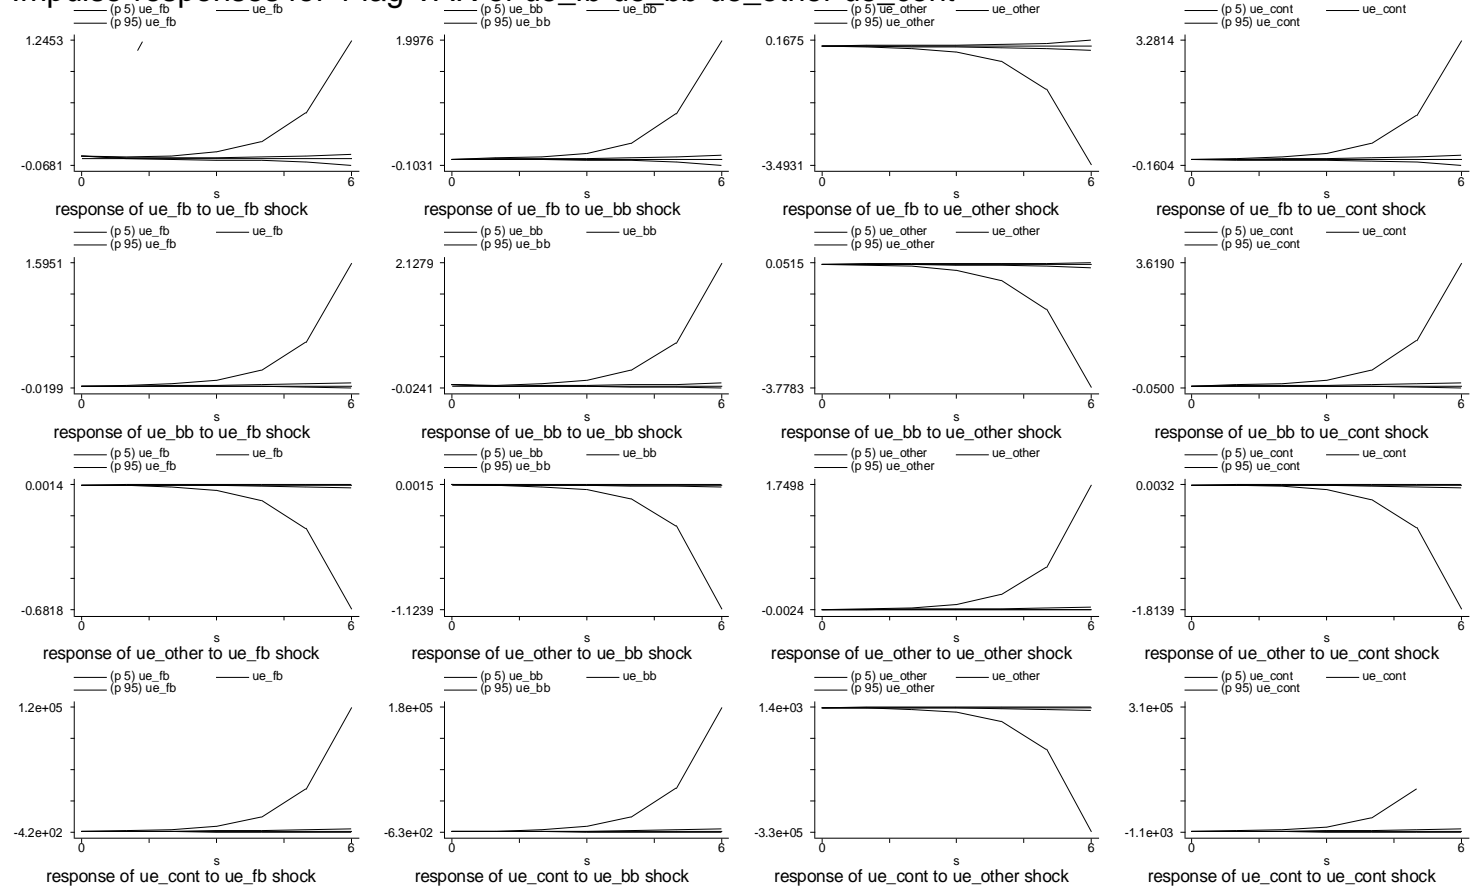 (p 5) ue_fb ue_fb
(p 95) ue_fb
1.2453
-0.0681
0 6
s
response of ue_fb to ue_fb shock
(p 5) ue_bb ue_bb
(p 95) ue_bb
1.9976
-0.1031
0 6
s
response of ue_fb to ue_bb shock
(p 5) ue_other ue_other
(p 95) ue_other
0.1675
-3.4931
0 6
s
response of ue_fb to ue_other shock
(p 5) ue_cont ue_cont
(p 95) ue_cont
3.2814
-0.1604
0 6
s
response of ue_fb to ue_cont shock
(p 5) ue_fb ue_fb
(p 95) ue_fb
1.5951
-0.0199
0 6
s
response of ue_bb to ue_fb shock
(p 5) ue_bb ue_bb
(p 95) ue_bb
2.1279
-0.0241
0 6
s
response of ue_bb to ue_bb shock
(p 5) ue_other ue_other
(p 95) ue_other
0.0515
-3.7783
0 6
s
response of ue_bb to ue_other shock
(p 5) ue_cont ue_cont
(p 95) ue_cont
3.6190
-0.0500
0 6
s
response of ue_bb to ue_cont shock
(p 5) ue_fb ue_fb
(p 95) ue_fb
0.0014
-0.6818
0 6
s
response of ue_other to ue_fb shock
(p 5) ue_bb ue_bb
(p 95) ue_bb
0.0015
-1.1239
0 6
s
response of ue_other to ue_bb shock
(p 5) ue_other ue_other
(p 95) ue_other
1.7498
-0.0024
0 6
s
response of ue_other to ue_other shock
(p 5) ue_cont ue_cont
(p 95) ue_cont
0.0032
-1.8139
0 6
s
response of ue_other to ue_cont shock
(p 5) ue_fb ue_fb
(p 95) ue_fb
1.2e+05
-4.2e+02
0 6
s
response of ue_cont to ue_fb shock
(p 5) ue_bb ue_bb
(p 95) ue_bb
1.8e+05
-6.3e+02
0 6
s
response of ue_cont to ue_bb shock
(p 5) ue_other ue_other
(p 95) ue_other
1.4e+03
-3.3e+05
0 6
s
response of ue_cont to ue_other shock
(p 5) ue_cont ue_cont
(p 95) ue_cont
3.1e+05
-1.1e+03
0 6
s
response of ue_cont to ue_cont shock